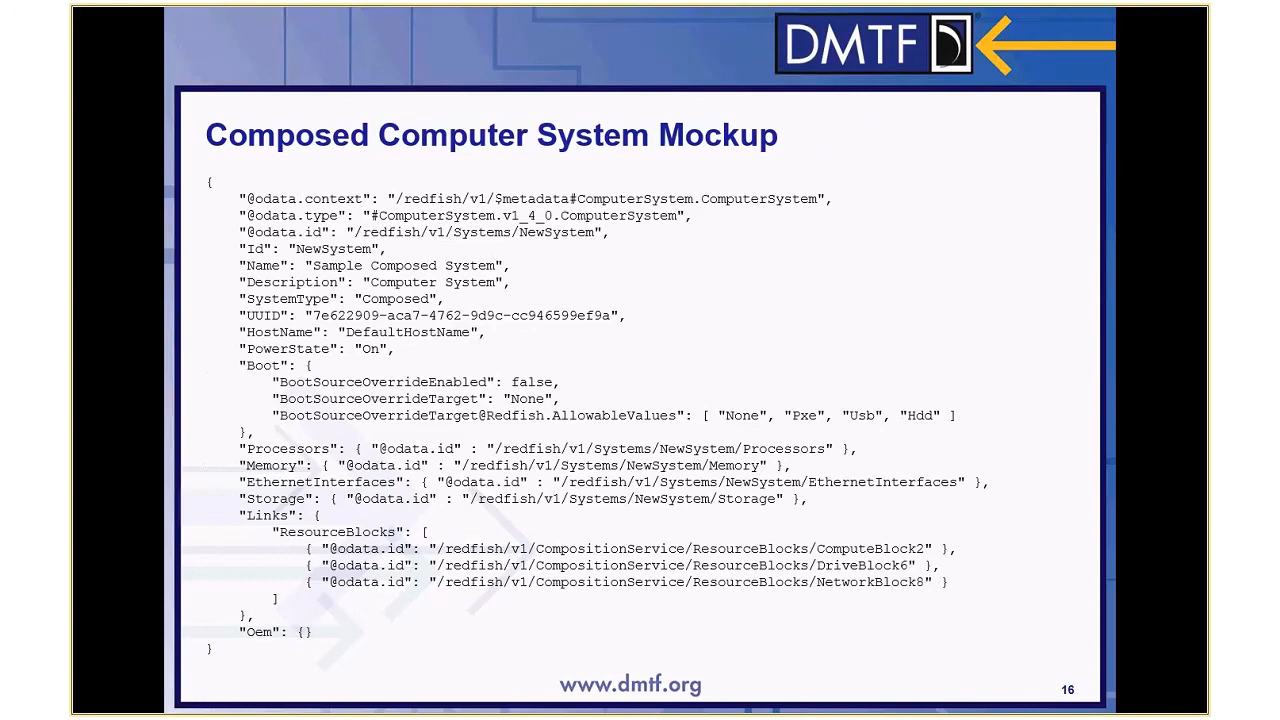 DMTF
Composed Computer System Mockup
{
    "@odata.context": "/redfish/v1/$metadata#ComputerSystem.ComputerSystem",
    "@odata.type": "#ComputerSystem.v1_4_0.ComputerSystem",
    "@odata.id": "/redfish/v1/Systems/NewSystem",
    "Id": "NewSystem",
    "Name": "Sample Composed System",
    "Description": "Computer System",
    "SystemType": "Composed",
    "UUID": "7e622909-aca7-4762-9d9c-cc946599ef9a",
    "HostName": "DefaultHostName",
    "PowerState": "On",
    "Boot": {
        "BootSourceOverrideEnabled": false,
        "BootSourceOverrideTarget": "None",
        "BootSourceOverrideTarget@Redfish.AllowableValues": [ "None", "Pxe", "Usb", "Hdd" ]
    },
    "Processors": { "@odata.id" : "/redfish/v1/Systems/NewSystem/Processors" },
    "Memory": { "@odata.id" : "/redfish/v1/Systems/NewSystem/Memory" },
    "EthernetInterfaces": { "@odata.id" : "/redfish/v1/Systems/NewSystem/EthernetInterfaces" },
    "Storage": { "@odata.id" : "/redfish/v1/Systems/NewSystem/Storage" },
    "Links": {
        "ResourceBlocks": [
            { "@odata.id": "/redfish/v1/CompositionService/ResourceBlocks/ComputeBlock2" },
            { "@odata.id": "/redfish/v1/CompositionService/ResourceBlocks/DriveBlock6" },
            { "@odata.id": "/redfish/v1/CompositionService/ResourceBlocks/NetworkBlock8" }
        ]
    },
    "Oem": {}
}
www.dmtf.org
16